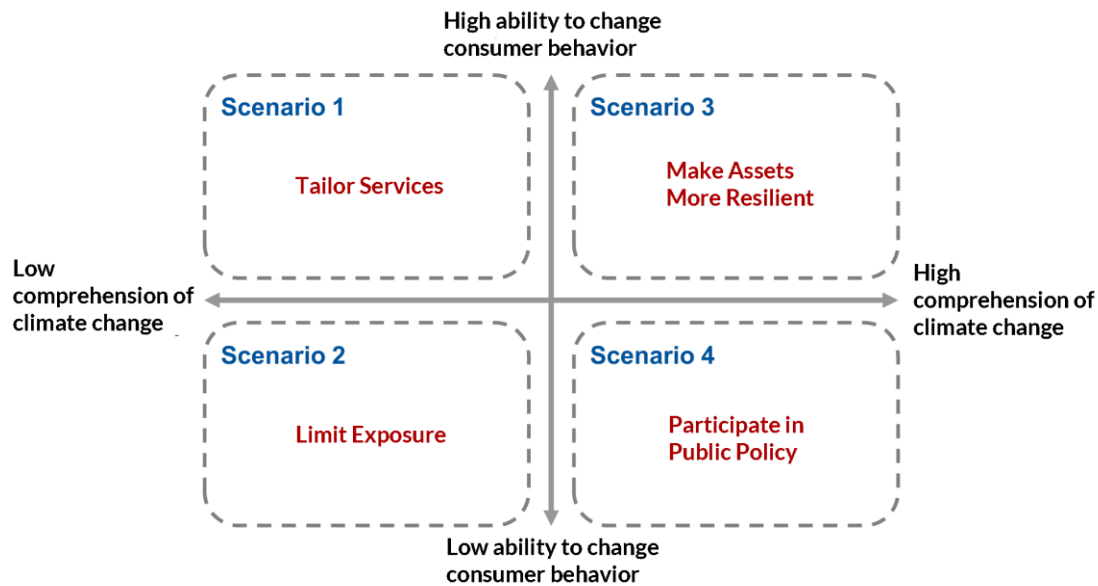 High ability to change
consumer behavior
Scenario 1
Tailor Services
Scenario 3
Make Assets
More Resilient
Low
comprehension of
climate change
High
comprehension of
climate change
Scenario 2
Limit Exposure
Scenario 4
Participate in
Public Policy
Low ability to change
consumer behavior